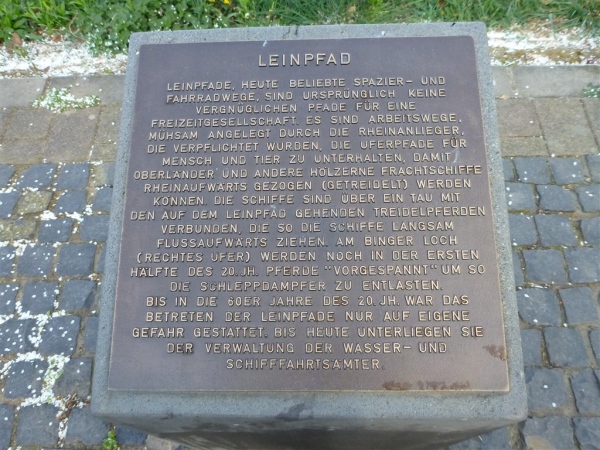 LEINPFAD
LEINPFADE, HEUTE BELIEBTE SPAZIER- UND
FAHRRADWEGE, SIND URSPRÜNGLICH KEINE
VERGNÜGLICHEN PFADE FÜR EINE
FREIZEITGESELLSCHAFT. ES SIND ARBEITSWEGE,
MÜHSAM ANGELEGT DURCH DIE RHEINANLIEGER,
DIE VERPFLICHTET WURDEN, DIE UFERPFADE FÜR
MENSCH UND TIER ZU UNTERHALTEN, DAMIT
OBERLÄNDER UND ANDERE HÖLZERNE FRACHTSCHIFFE
RHEINAUFWÄRTS GEZOGEN (GETREIDELT) WERDEN
KÖNNEN. DIE SCHIFFE SIND ÜBER EIN TAU MIT
DEN AUF DEM LEINPFAD GEHENDEN TREIDELPFERDEN
VERBUNDEN, DIE SO DIE SCHIFFE LANGSAM
FLUSSAUFWÄRTS ZIEHEN. AM BINGER LOCH
(RECHTES UFER) WERDEN NOCH IN DER ERSTEN
HÄLFTE DES 20. JH. PFERDE "VORGESPANNT" UM SO
DIE SCHLEPPDAMPFER ZU ENTLASTEN.
BIS IN DIE 60ER JAHRE DES 20. JH. WAR DAS
BETRETEN DER LEINPFADE NUR AUF EIGENE
GEFAHR GESTATTET. BIS HEUTE UNTERLIEGEN SIE
DER VERWALTUNG DER WASSER- UND
SCHIFFFAHRTSÄMTER.